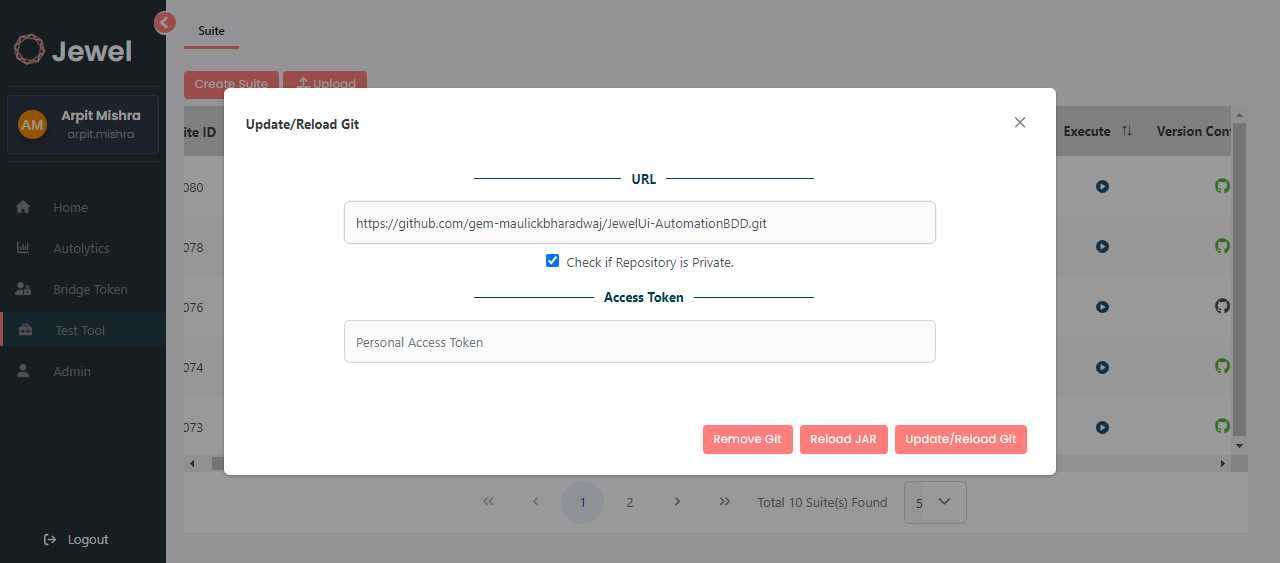 Jewel
AM
Arpit Mishra
arpit.mishra
Home
Autolytics
Bridge Token
Test Tool
Admin
Logout
Suite
Create Suite
Upload
ite ID
Execute
Version Con
080
078
076
074
073
Update/Reload Git
URL
https://github.com/gem-maulickbharadwaj/JewelUi-AutomationBDD.git
Check if Repository is Private.
Access Token
Personal Access Token
Remove Git
Reload JAR
Update/Reload Git
1
2
Total 10 Suite(s) Found
5